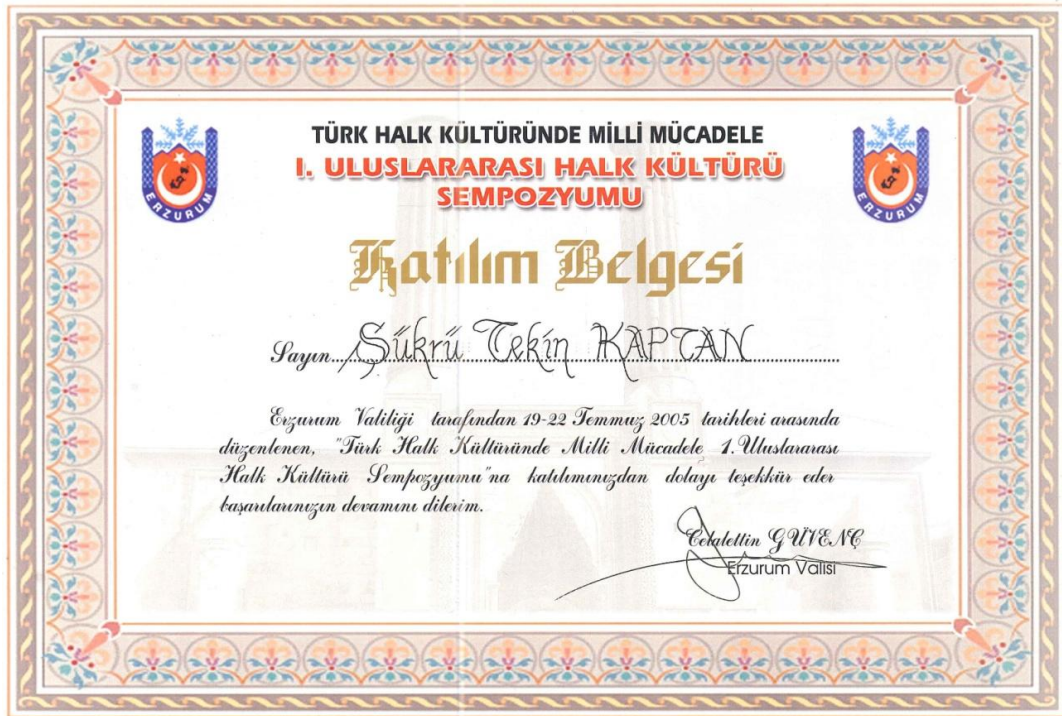 TÜRK HALK KÜLTÜRÜNDE MİLLİ MÜCADELE
I. ULUSLARARASI HALK KÜLTÜRÜ
SEMPOZYUMU
ERZURUM
ERZURUM
Katılım Belgesi
Sayın Şükrü Tekin KAPTAN
Erzurum Valiliği tarafından 19-22 Temmuz 2005 tarihleri arasında
düzenlenen, "Türk Halk Kültüründe Milli Mücadele 1. Uluslararası
Halk Kültürü Sempozyumu"na katılımınızdan dolayı teşekkür eder
başarılarınızın devamını dilerim.
Celalettin GÜVENÇ
Erzurum Valisi